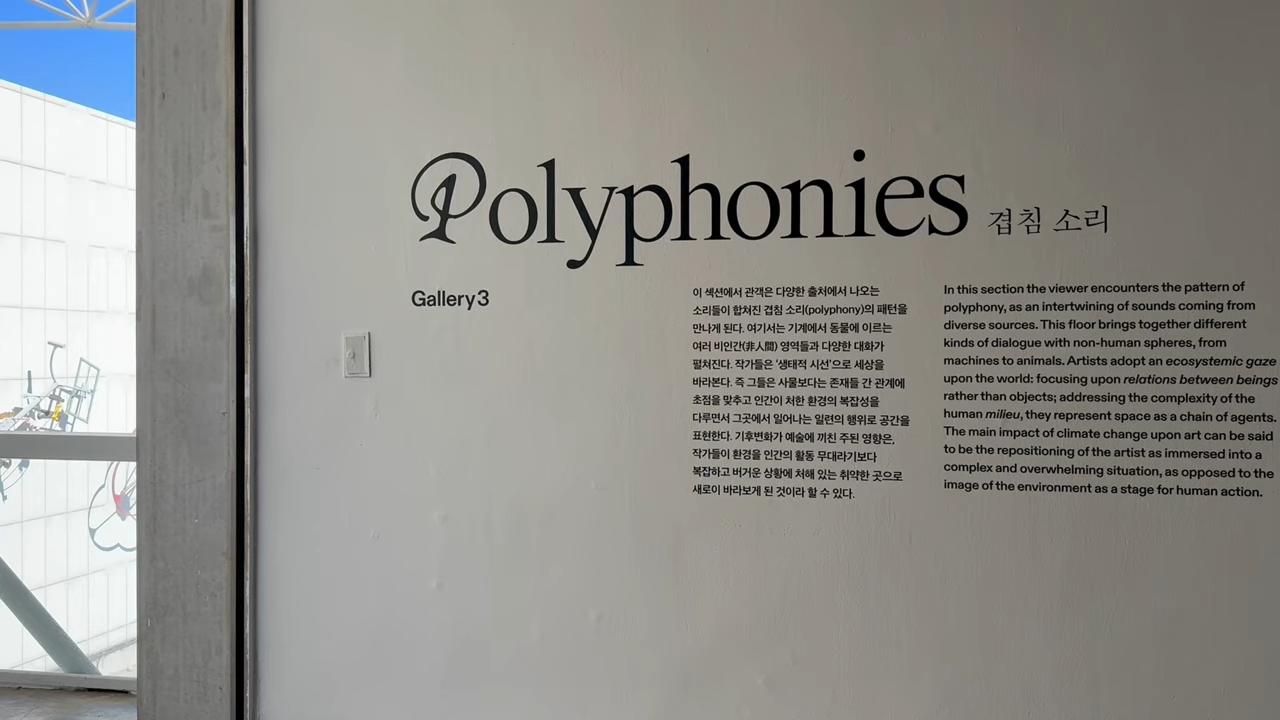 Polyphonies 겹침 소리
Gallery3
이 섹션에서 관객은 다양한 출처에서 나오는
소리들이 합쳐진 겹침 소리(polyphony)의 패턴을
만나게 된다. 여기서는 기계에서 동물에 이르는
여러 비인간(非人間) 영역들과 다양한 대화가
펼쳐진다. 작가들은 ‘생태적 시선’으로 세상을
바라본다. 즉 그들은 사물보다는 존재들 간 관계에
초점을 맞추고 인간이 처한 환경의 복잡성을
다루면서 그곳에서 일어나는 일련의 행위로 공간을
표현한다. 기후변화가 예술에 끼친 주된 영향은,
작가들이 환경을 인간의 활동 무대라기보다
복잡하고 버거운 상황에 처해 있는 취약한 곳으로
새로이 바라보게 된 것이라 할 수 있다.
In this section the viewer encounters the pattern of
polyphony, as an intertwining of sounds coming from
diverse sources. This floor brings together different
kinds of dialogue with non-human spheres, from
machines to animals. Artists adopt an ecosystemic gaze
upon the world: focusing upon relations between beings
rather than objects; addressing the complexity of the
human milieu, they represent space as a chain of agents.
The main impact of climate change upon art can be said
to be the repositioning of the artist as immersed into a
complex and overwhelming situation, as opposed to the
image of the environment as a stage for human action.